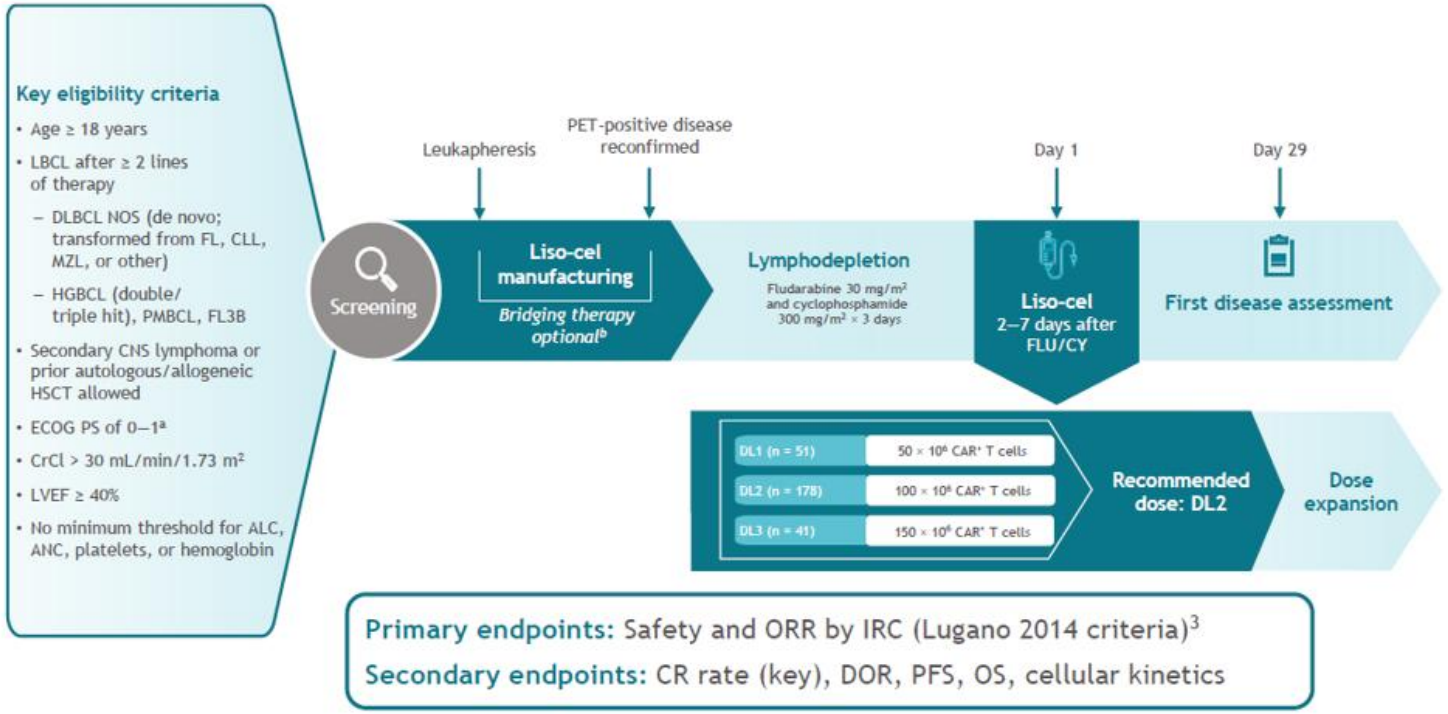 Key eligibility criteria
• Age ≥ 18 years
• LBCL after ≥ 2 lines
of therapy
– DLBCL NOS (de novo;
transformed from FL, CLL,
MZL, or other)
– HGBCL (double/
triple hit), PMBCL, FL3B
• Secondary CNS lymphoma or
prior autologous/allogeneic
HSCT allowed
• ECOG PS of 0–1ᵃ
• CrCl > 30 mL/min/1.73 m²
• LVEF ≥ 40%
• No minimum threshold for ALC,
ANC, platelets, or hemoglobin
Screening
Leukapheresis
PET-positive disease
reconfirmed
Liso-cel
manufacturing
Bridging therapy
optionalᵇ
Lymphodepletion
Fludarabine 30 mg/m²
and cyclophosphamide
300 mg/m² × 3 days
Day 1
Liso-cel
2–7 days after
FLU/CY
Day 29
First disease assessment
DL1 (n = 51)
50 × 10⁶ CAR⁺ T cells
DL2 (n = 178)
100 × 10⁶ CAR⁺ T cells
DL3 (n = 41)
150 × 10⁶ CAR⁺ T cells
Recommended
dose: DL2
Dose
expansion
Primary endpoints: Safety and ORR by IRC (Lugano 2014 criteria)³
Secondary endpoints: CR rate (key), DOR, PFS, OS, cellular kinetics